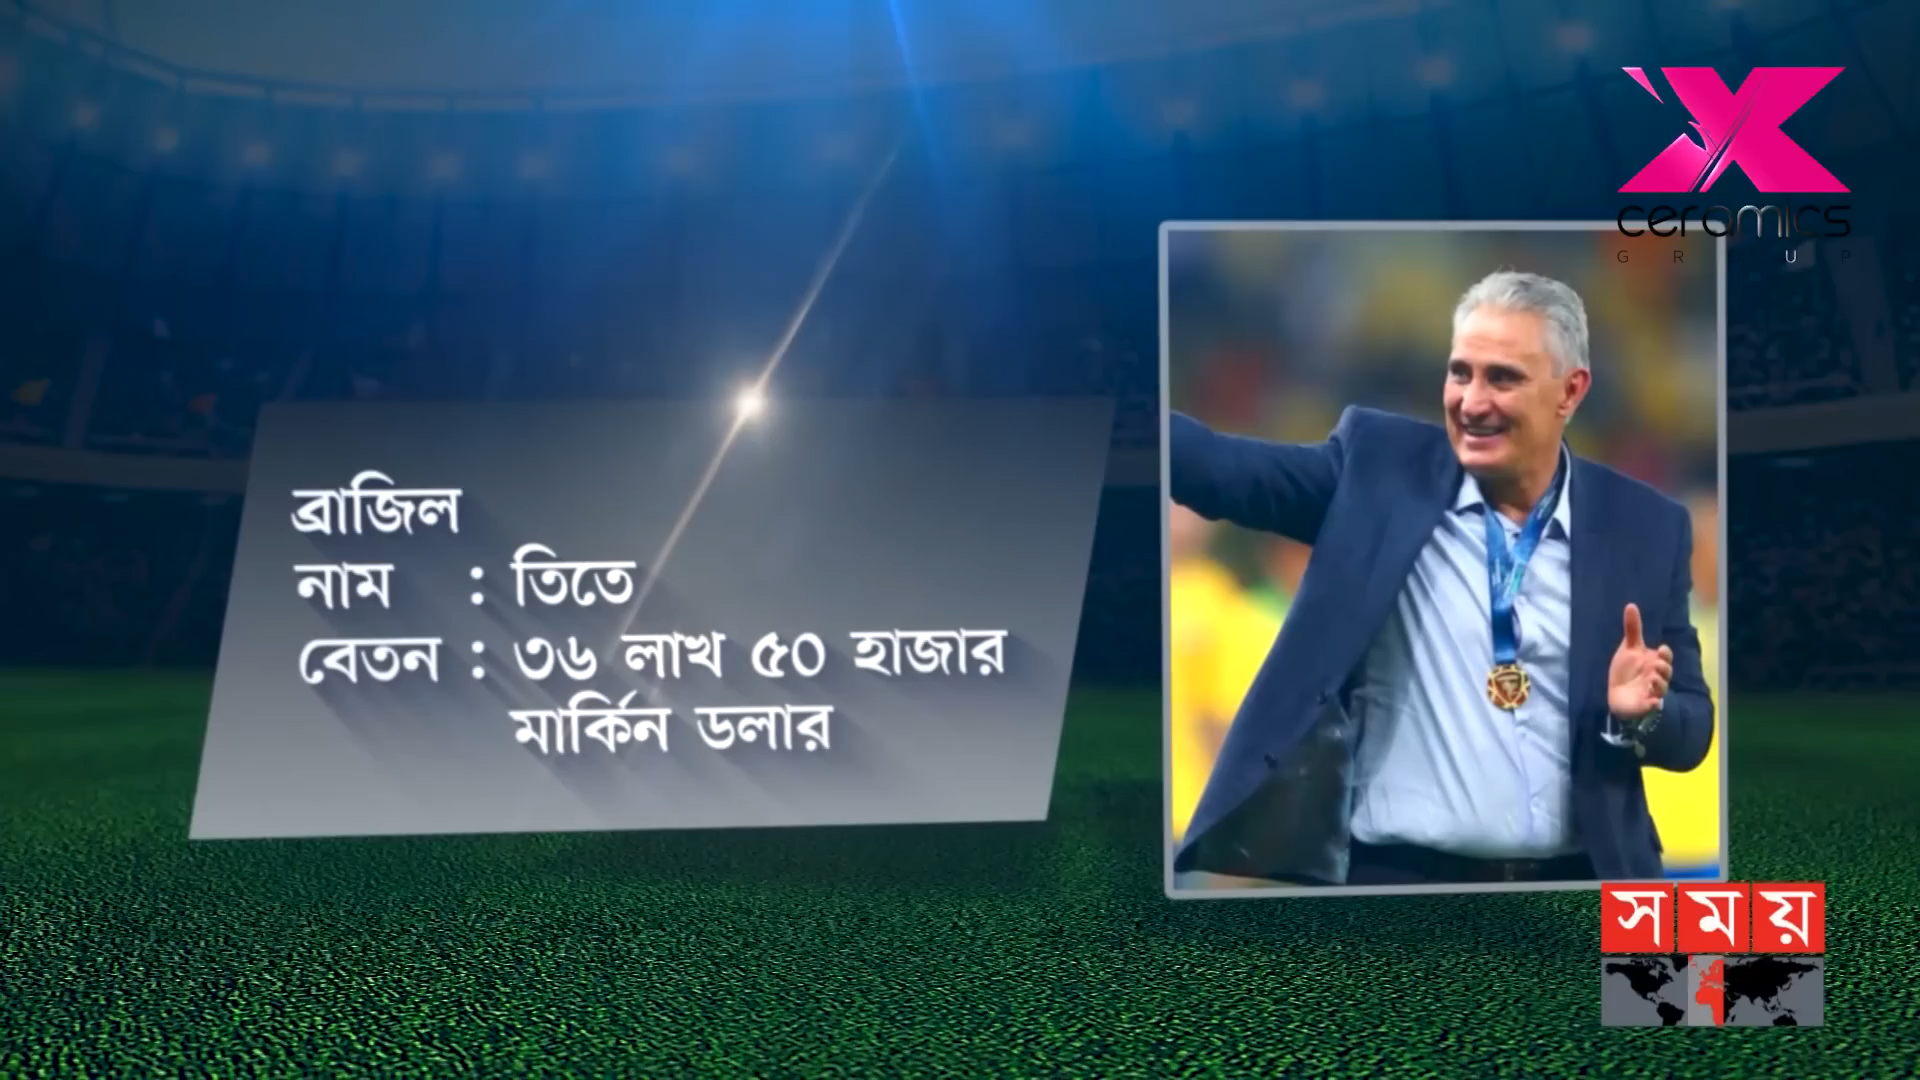 ceramics
GROUP
ব্রাজিল
নাম : তিতে
বেতন : ৩৬ লাখ ৫০ হাজার
মার্কিন ডলার
সময়